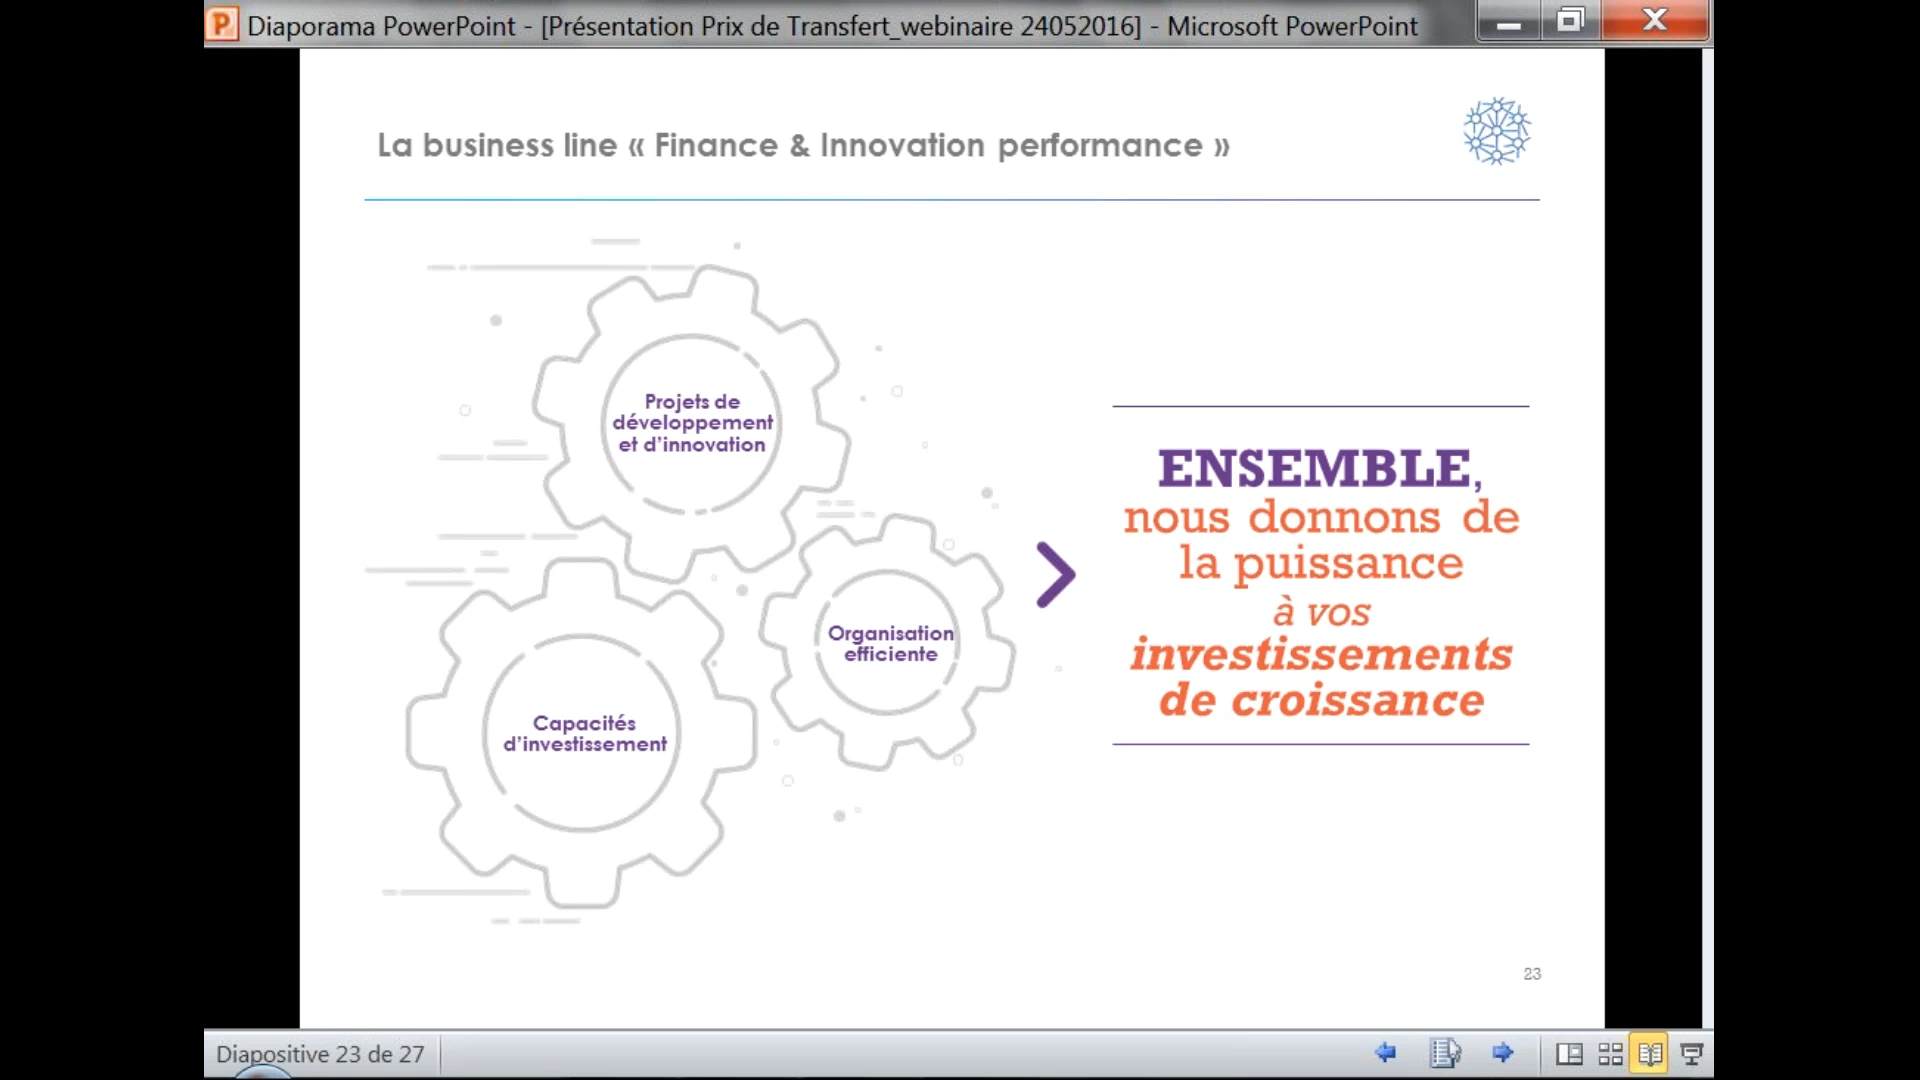 Diaporama PowerPoint - [Présentation Prix de Transfert_webinaire 24052016] - Microsoft PowerPoint
La business line « Finance & Innovation performance »
Projets de
développement
et d'innovation
Organisation
efficiente
Capacités
d'investissement
ENSEMBLE,
nous donnons de
la puissance
à vos
investissements
de croissance
23
Diapositive 23 de 27